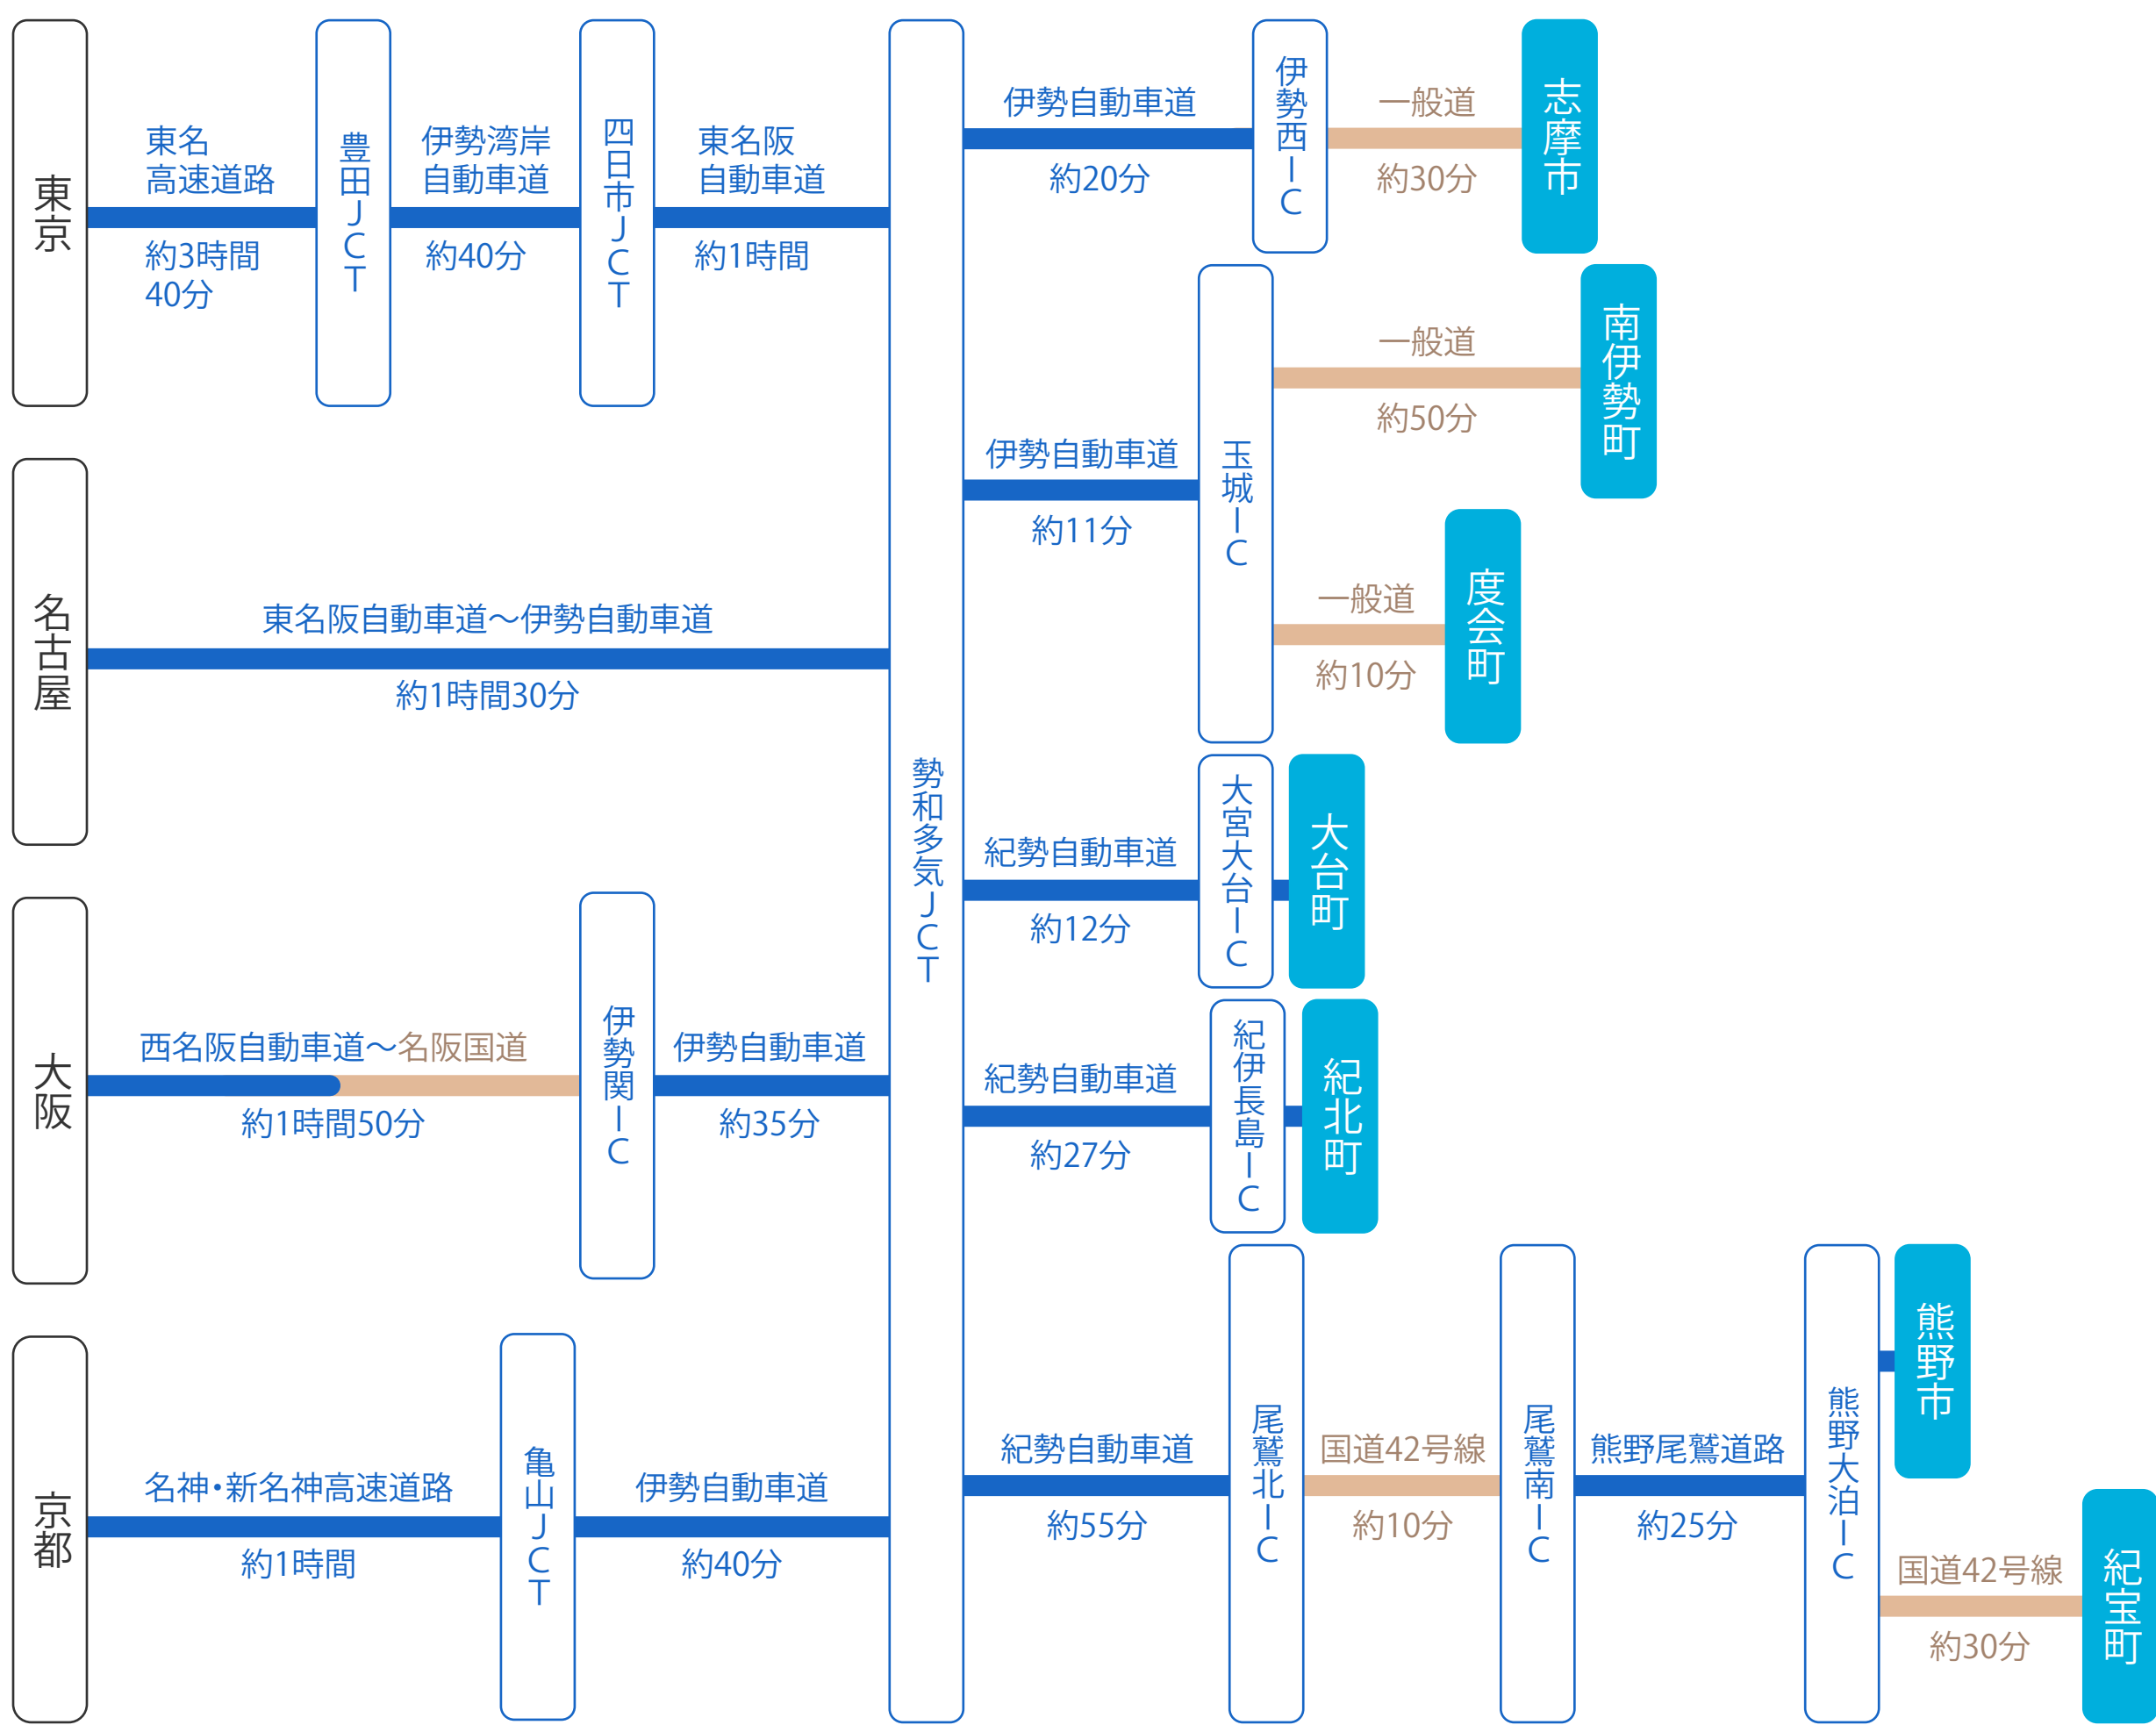 東京
東名
高速道路
約3時間
40分
豊田JCT
伊勢湾岸
自動車道
約40分
四日市JCT
東名阪
自動車道
約1時間
名古屋
東名阪自動車道〜伊勢自動車道
約1時間30分
大阪
西名阪自動車道〜名阪国道
約1時間50分
伊勢関IC
伊勢自動車道
約35分
京都
名神・新名神高速道路
約1時間
亀山JCT
伊勢自動車道
約40分
勢和多気JCT
伊勢自動車道
約20分
伊勢西IC
一般道
約30分
志摩市
伊勢自動車道
約11分
玉城IC
一般道
約50分
南伊勢町
一般道
約10分
度会町
紀勢自動車道
約12分
大宮大台IC
大台町
紀勢自動車道
約27分
紀伊長島IC
紀北町
紀勢自動車道
約55分
尾鷲北IC
国道42号線
約10分
尾鷲南IC
熊野尾鷲道路
約25分
熊野大泊IC
熊野市
国道42号線
約30分
紀宝町